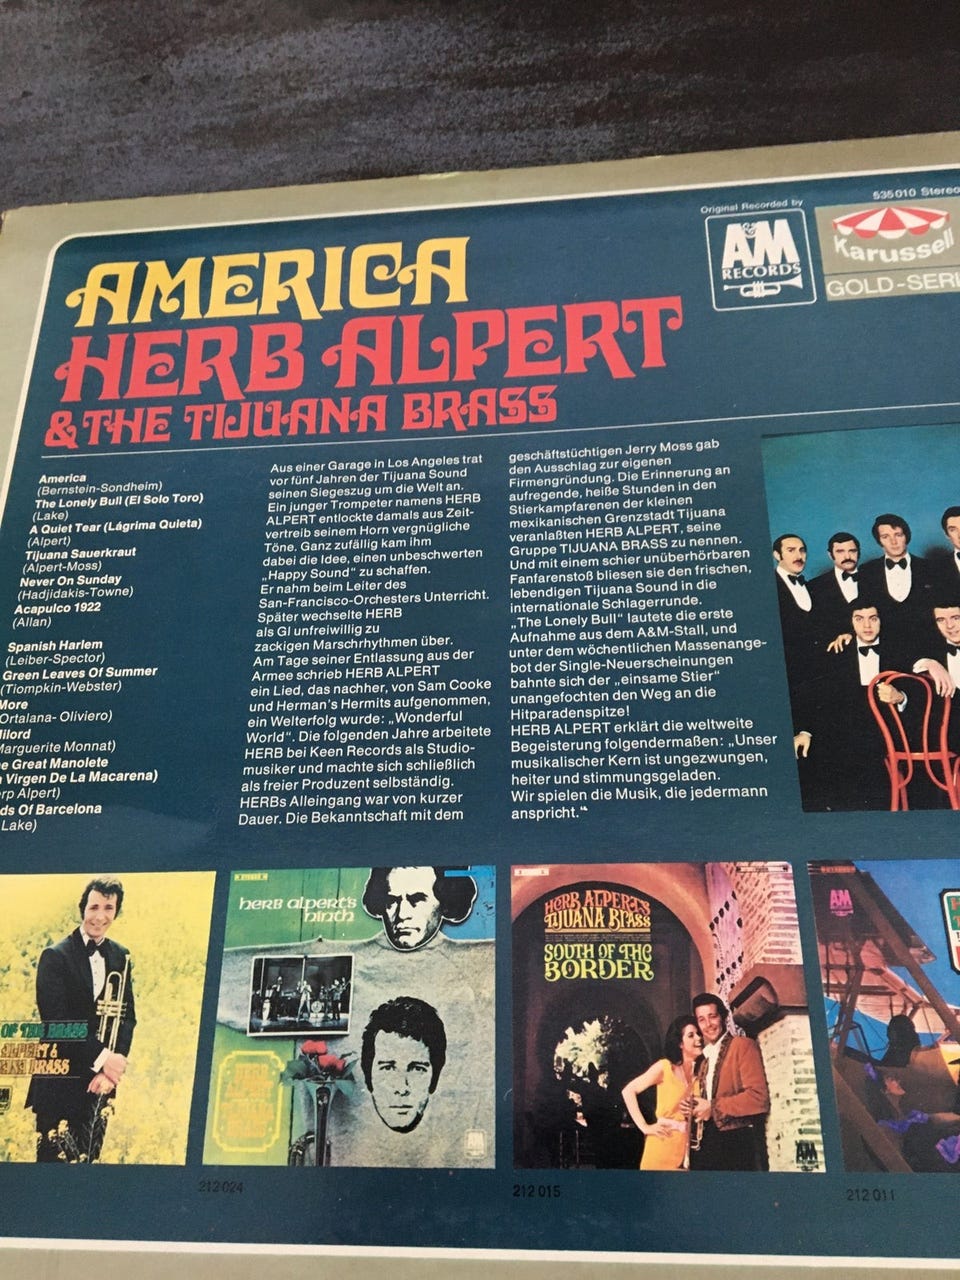 535010 Stereo
Original Recorded by
A&M
RECORDS
Karussell
GOLD-SERI
AMERICA
HERB ALPERT
& THE TIJUANA BRASS
America
(Bernstein-Sondheim)
The Lonely Bull (El Solo Toro)
(Lake)
A Quiet Tear (Lágrima Quieta)
(Alpert)
Tijuana Sauerkraut
(Alpert-Moss)
Never On Sunday
(Hadjidakis-Towne)
Acapulco 1922
(Allan)
Spanish Harlem
(Leiber-Spector)
Green Leaves Of Summer
(Tiompkin-Webster)
More
Ortalana- Oliviero)
Milord
Marguerite Monnat)
e Great Manolete
Virgen De La Macarena)
rp Alpert)
ds Of Barcelona
Lake)
Aus einer Garage in Los Angeles trat
vor fünf Jahren der Tijuana Sound
seinen Siegeszug um die Welt an.
Ein junger Trompeter namens HERB
ALPERT entlockte damals aus Zeit-
vertreib seinem Horn vergnügliche
Töne. Ganz zufällig kam ihm
dabei die Idee, einen unbeschwerten
„Happy Sound“ zu schaffen.
Er nahm beim Leiter des
San-Francisco-Orchesters Unterricht.
Später wechselte HERB
als GI unfreiwillig zu
zackigen Marschrhythmen über.
Am Tage seiner Entlassung aus der
Armee schrieb HERB ALPERT
ein Lied, das nachher, von Sam Cooke
und Herman's Hermits aufgenommen,
ein Welterfolg wurde: „Wonderful
World“. Die folgenden Jahre arbeitete
HERB bei Keen Records als Studio-
musiker und machte sich schließlich
als freier Produzent selbständig.
HERBs Alleingang war von kurzer
Dauer. Die Bekanntschaft mit dem
geschäftstüchtigen Jerry Moss gab
den Ausschlag zur eigenen
Firmengründung. Die Erinnerung an
aufregende, heiße Stunden in den
Stierkampfarenen der kleinen
mexikanischen Grenzstadt Tijuana
veranlaßten HERB ALPERT, seine
Gruppe TIJUANA BRASS zu nennen.
Und mit einem schier unüberhörbaren
Fanfarenstoß bliesen sie den frischen,
lebendigen Tijuana Sound in die
internationale Schlagerrunde.
„The Lonely Bull“ lautete die erste
Aufnahme aus dem A&M-Stall, und
unter dem wöchentlichen Massenange-
bot der Single-Neuerscheinungen
bahnte sich der „einsame Stier“
unangefochten den Weg an die
Hitparadenspitze!
HERB ALPERT erklärt die weltweite
Begeisterung folgendermaßen: „Unser
musikalischer Kern ist ungezwungen,
heiter und stimmungsgeladen.
Wir spielen die Musik, die jedermann
anspricht.“
OF THE BRASS
ALPERT &
BRASS
herb alpert's
ninth
A&M
HERB ALPERT'S
TIJUANA BRASS
SOUTH OF THE
BORDER
A&M
A&M
212 024
212 015
212 011